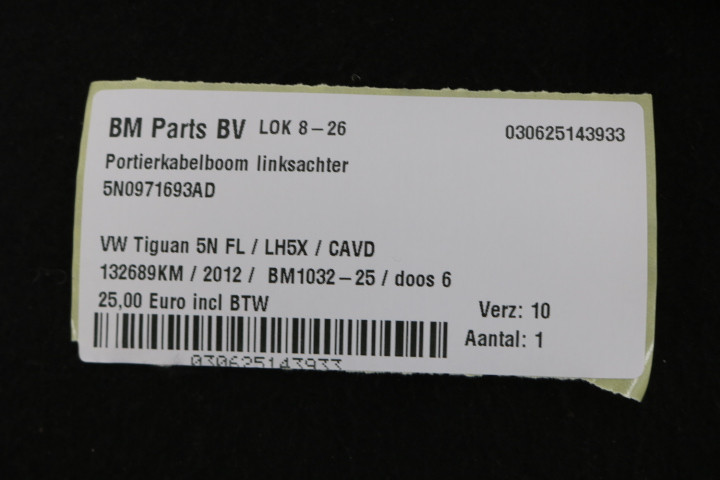 BM Parts BV LOK 8-26 030625143933
Portierkabelboom linksachter
5N0971693AD
VW Tiguan 5N FL / LH5X / CAVD
132689KM / 2012 / BM1032-25 / doos 6
25,00 Euro incl BTW Verz: 10
Aantal: 1
030625143933